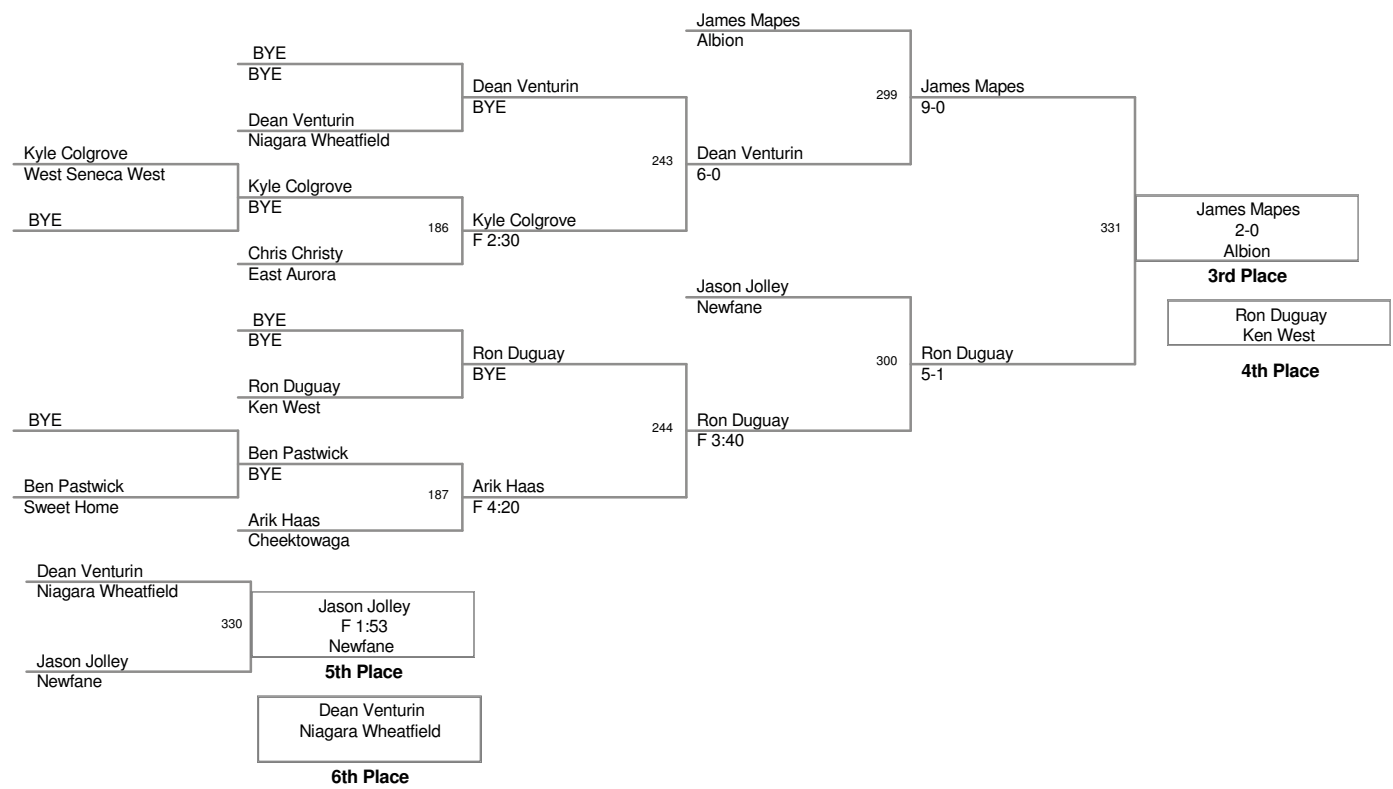 James Mapes
Albion
BYE
BYE
Dean Venturin
BYE
299
James Mapes
9-0
Dean Venturin
Niagara Wheatfield
Kyle Colgrove
West Seneca West
243
Dean Venturin
6-0
Kyle Colgrove
BYE
BYE
186
Kyle Colgrove
F 2:30
Chris Christy
East Aurora
331
James Mapes
2-0
Albion
3rd Place
Jason Jolley
Newfane
Ron Duguay
Ken West
4th Place
BYE
BYE
Ron Duguay
BYE
300
Ron Duguay
5-1
Ron Duguay
Ken West
BYE
244
Ron Duguay
F 3:40
Ben Pastwick
BYE
Ben Pastwick
Sweet Home
187
Arik Haas
F 4:20
Arik Haas
Cheektowaga
Dean Venturin
Niagara Wheatfield
330
Jason Jolley
F 1:53
Newfane
5th Place
Jason Jolley
Newfane
Dean Venturin
Niagara Wheatfield
6th Place